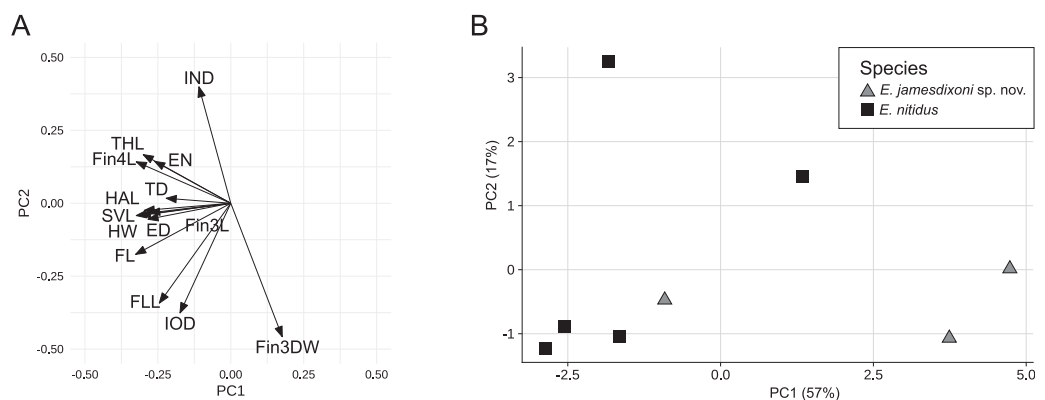 A
0.50
0.25
0.00
-0.25
-0.50
PC2
-0.50
-0.25
0.00
0.25
0.50
PC1
IND
THL
Fin4L
EN
TD
HAL
SVL
Fin3L
HW
ED
FL
FLL
IOD
Fin3DW
B
3
2
1
0
-1
PC2 (17%)
-2.5
0.0
2.5
5.0
PC1 (57%)
Species
E. jamesdixoni sp. nov.
E. nitidus